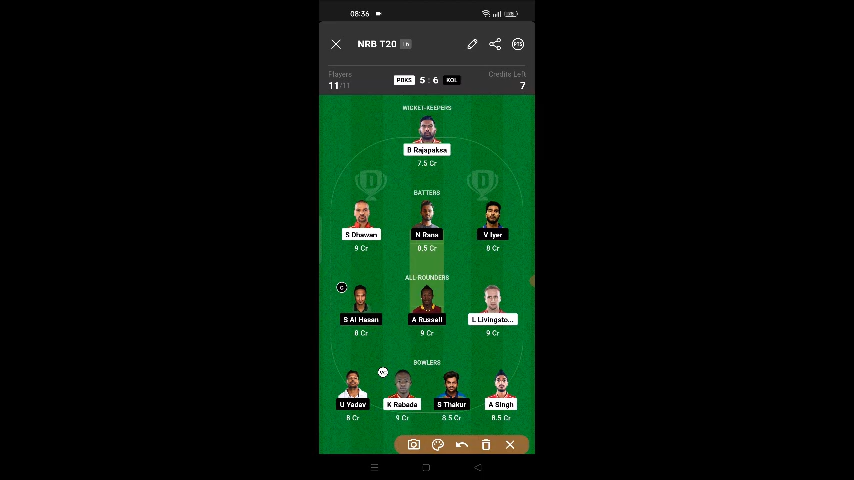 08:36
NRB T20
PTS
Players
Credits Left
11/11
PBKS 5 : 6 KOL
7
WICKET-KEEPERS
B Rajapaksa
7.5 Cr
BATTERS
S Dhawan N Rana V Iyer
9 Cr 8.5 Cr 8 Cr
ALL-ROUNDERS
C
S Al Hasan A Russell L Livingsto...
8 Cr 9 Cr 9 Cr
BOWLERS
VC
U Yadav K Rabada S Thakur A Singh
8 Cr 9 Cr 8.5 Cr 8.5 Cr